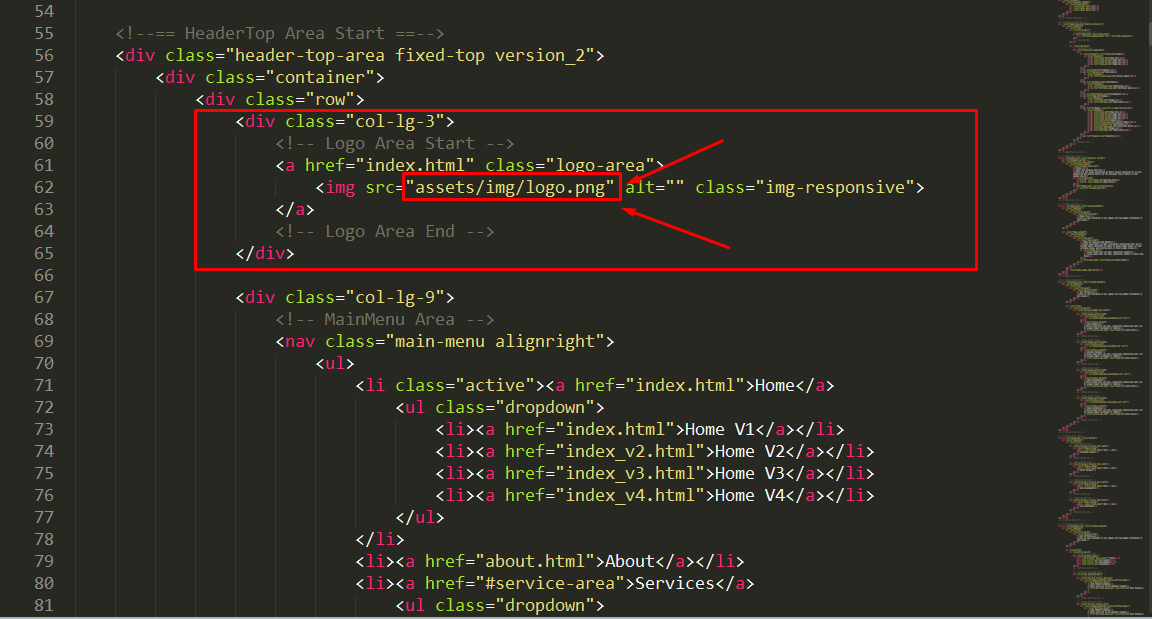 54
55 <!--== HeaderTop Area Start ==-->
56 <div class="header-top-area fixed-top version_2">
57 <div class="container">
58 <div class="row">
59 <div class="col-lg-3">
60 <!-- Logo Area Start -->
61 <a href="index.html" class="logo-area">
62 <img src="assets/img/logo.png" alt="" class="img-responsive">
63 </a>
64 <!-- Logo Area End -->
65 </div>
66
67 <div class="col-lg-9">
68 <!-- MainMenu Area -->
69 <nav class="main-menu alignright">
70 <ul>
71 <li class="active"><a href="index.html">Home</a>
72 <ul class="dropdown">
73 <li><a href="index.html">Home V1</a></li>
74 <li><a href="index_v2.html">Home V2</a></li>
75 <li><a href="index_v3.html">Home V3</a></li>
76 <li><a href="index_v4.html">Home V4</a></li>
77 </ul>
78 </li>
79 <li><a href="about.html">About</a></li>
80 <li><a href="#service-area">Services</a>
81 <ul class="dropdown">